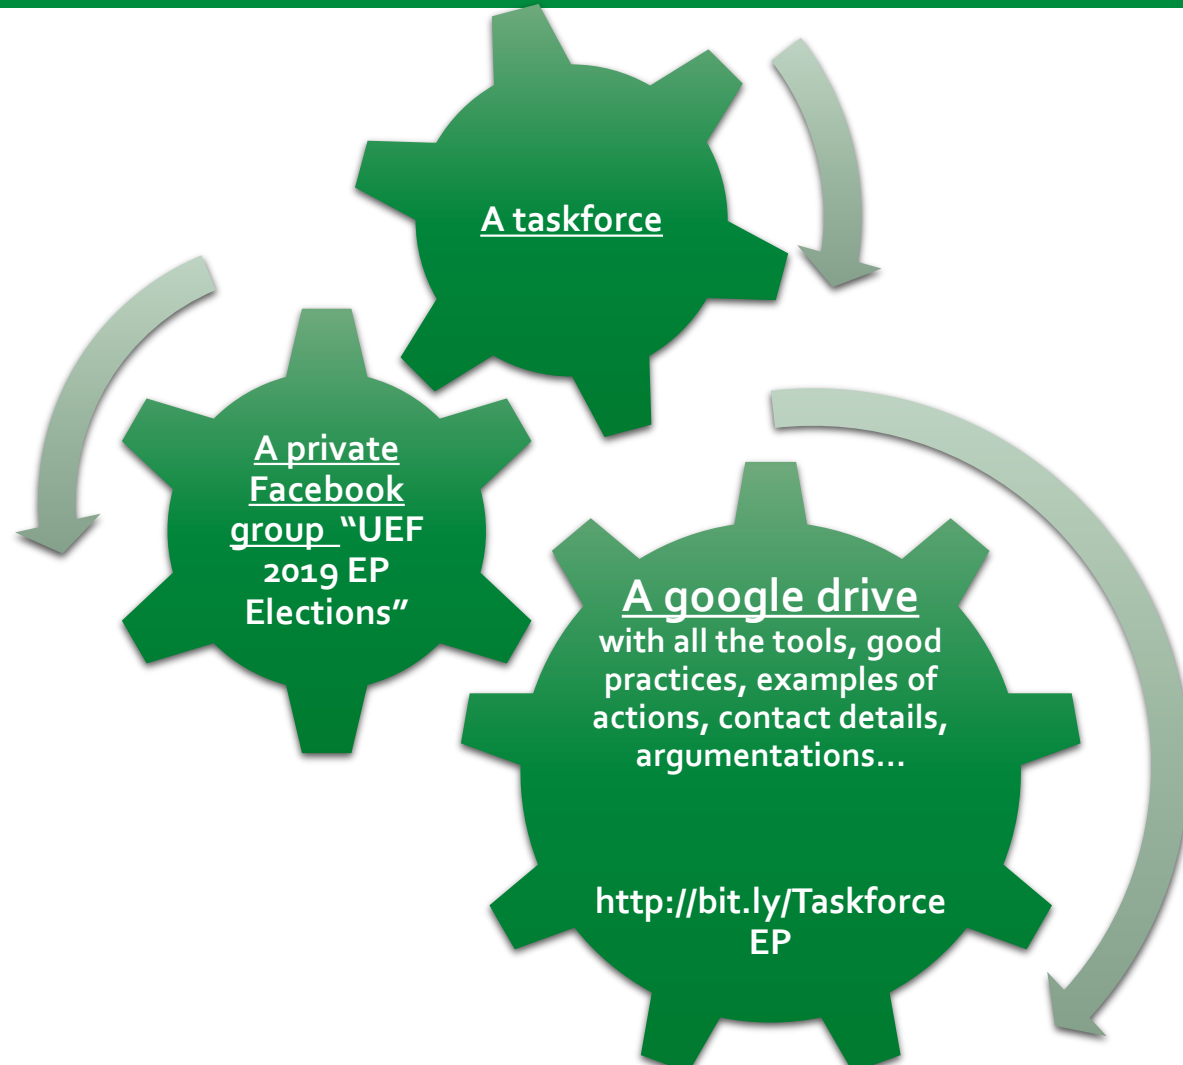 A taskforce
A private
Facebook
group “UEF
2019 EP
Elections”
A google drive
with all the tools, good
practices, examples of
actions, contact details,
argumentations...
http://bit.ly/Taskforce
EP